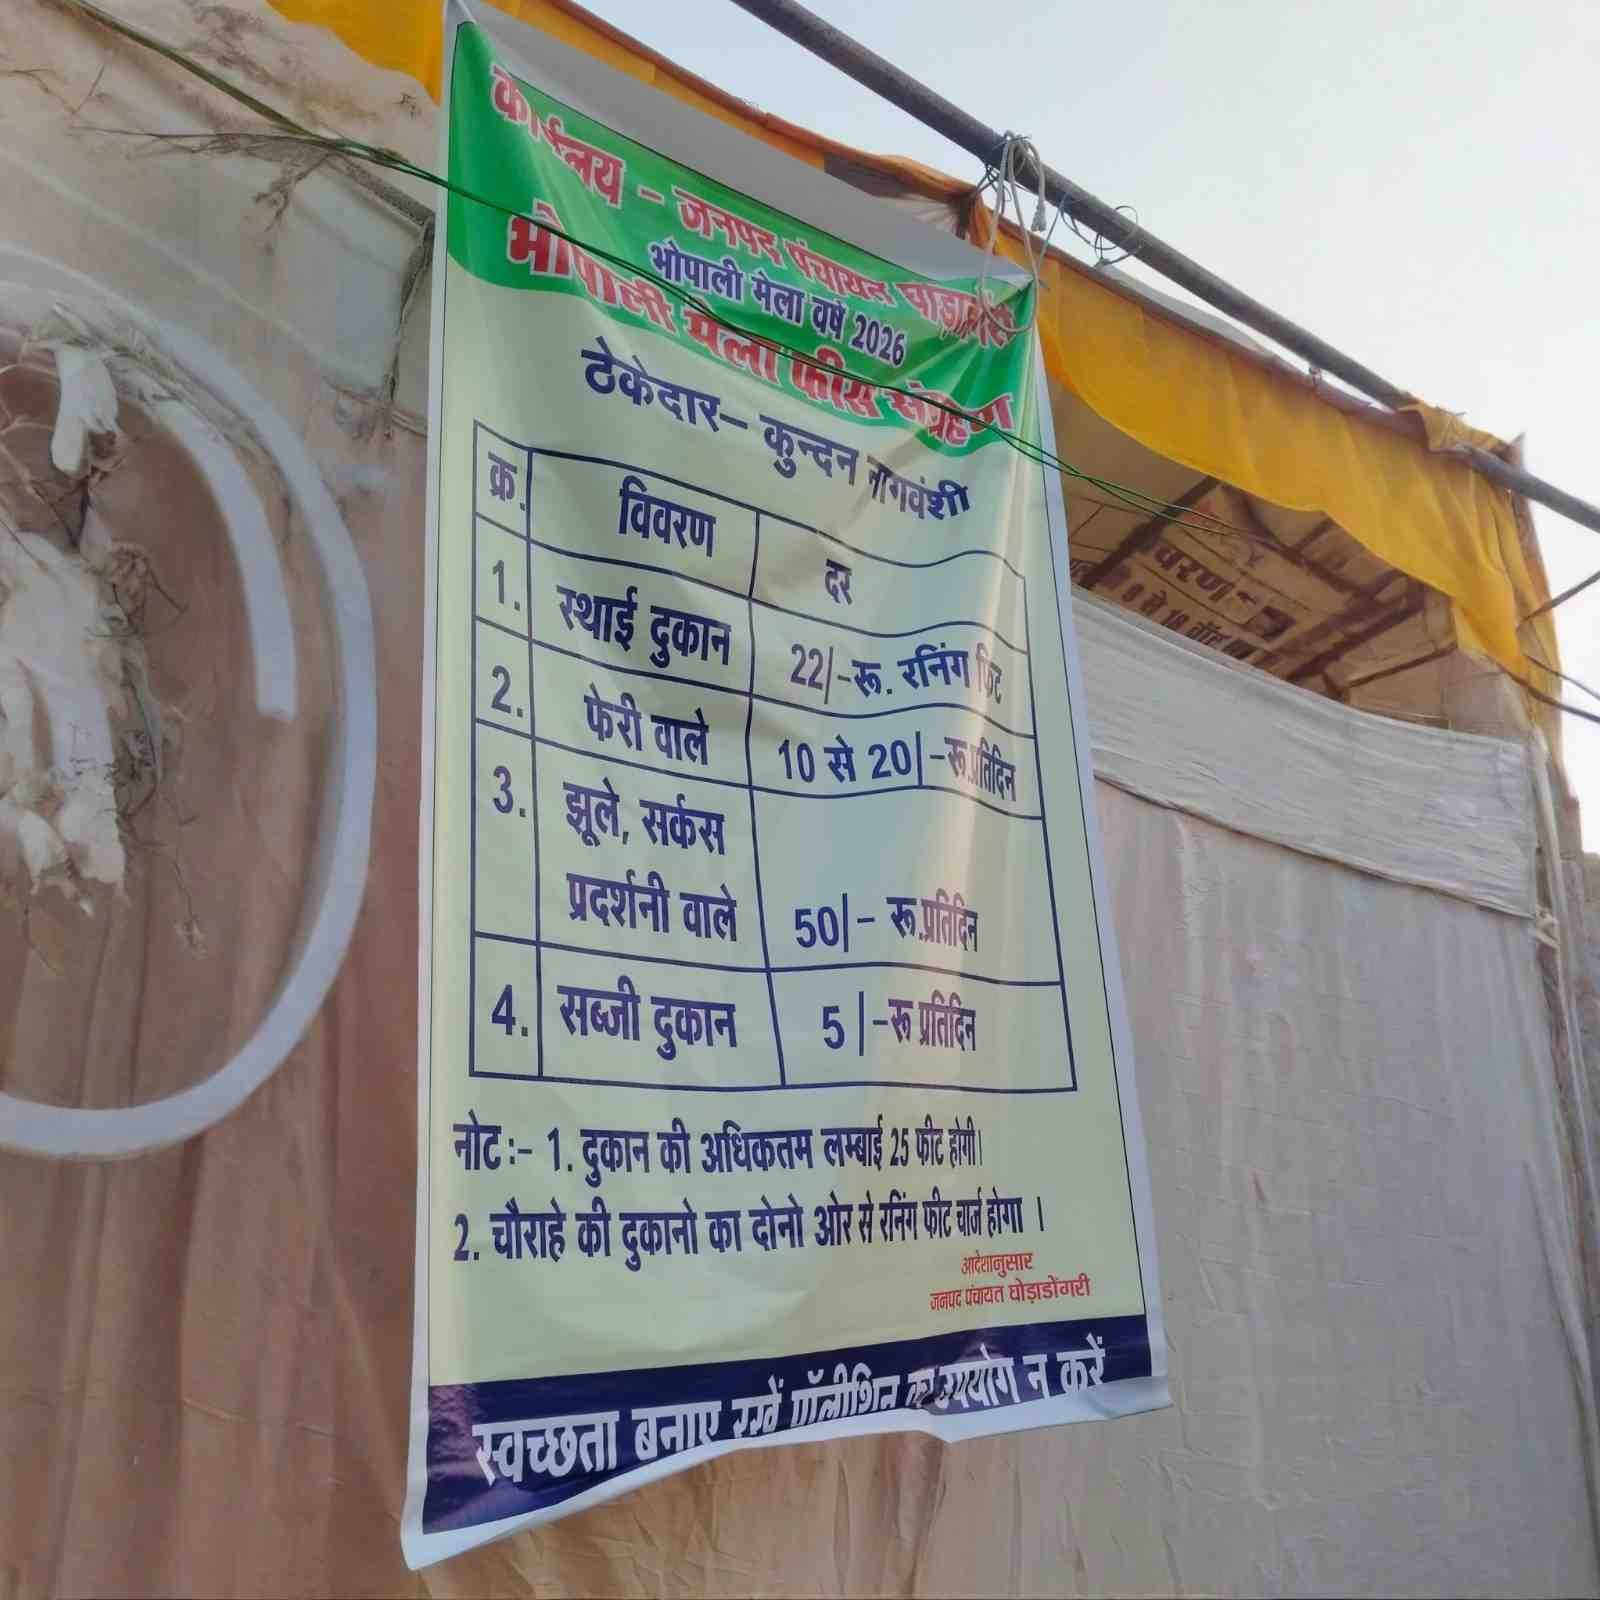 कार्यालय - जनपद पंचायत घोड़ाडोंगरी
भोपाली मेला वर्ष 2026
भोपाली मेला फीस संग्रहण
ठेकेदार– कुन्दन नागवंशी
क्र. विवरण दर
1. स्थाई दुकान 22/-रू. रनिंग फिट
2. फेरी वाले 10 से 20/-रू.प्रतिदिन
3. झूले, सर्कस
प्रदर्शनी वाले 50/- रू.प्रतिदिन
4. सब्जी दुकान 5 /-रू प्रतिदिन
नोट :- 1. दुकान की अधिकतम लम्बाई 25 फीट होगी।
2. चौराहे की दुकानो का दोनो ओर से रनिंग फीट चार्ज होगा ।
आदेशानुसार
जनपद पंचायत घोड़ाडोंगरी
स्वच्छता बनाए रखें पॉलीथिन का उपयोग न करें